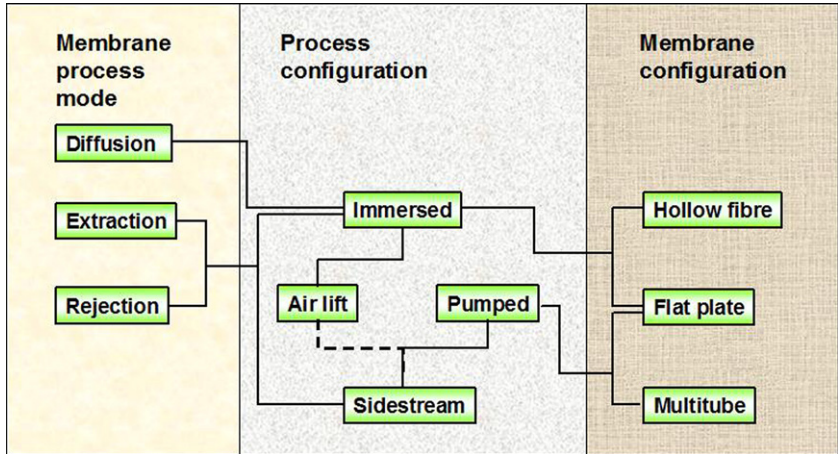 Membrane
process
mode
Process
configuration
Membrane
configuration
Diffusion
Extraction
Rejection
Immersed
Air lift
Pumped
Sidestream
Hollow fibre
Flat plate
Multitube